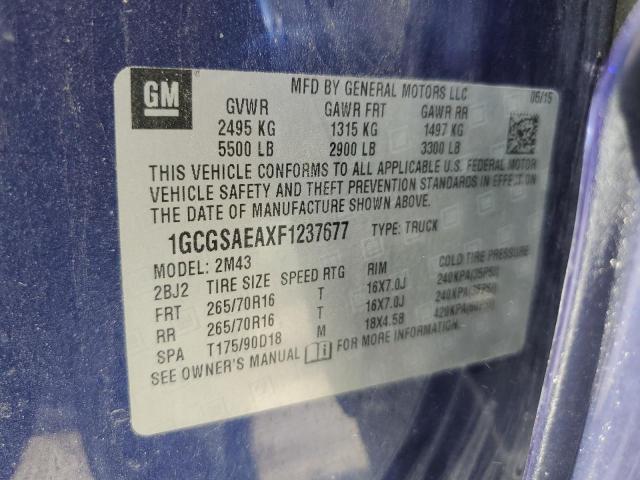 GM
MFD BY GENERAL MOTORS LLC 05/15
GVWR GAWR FRT GAWR RR
2495 KG 1315 KG 1497 KG
5500 LB 2900 LB 3300 LB
THIS VEHICLE CONFORMS TO ALL APPLICABLE U.S. FEDERAL MOTOR
VEHICLE SAFETY AND THEFT PREVENTION STANDARDS IN EFFECT ON
THE DATE OF MANUFACTURE SHOWN ABOVE.
1GCGSAEAXF1237677 TYPE: TRUCK
MODEL: 2M43
2BJ2 TIRE SIZE SPEED RTG RIM
FRT 265/70R16 T 16X7.0J 240KPA(35PSI)
RR 265/70R16 T 16X7.0J 240KPA(35PSI)
SPA T175/90D18 M 18X4.5B 420KPA(60PSI)
SEE OWNER'S MANUAL FOR MORE INFORMATION